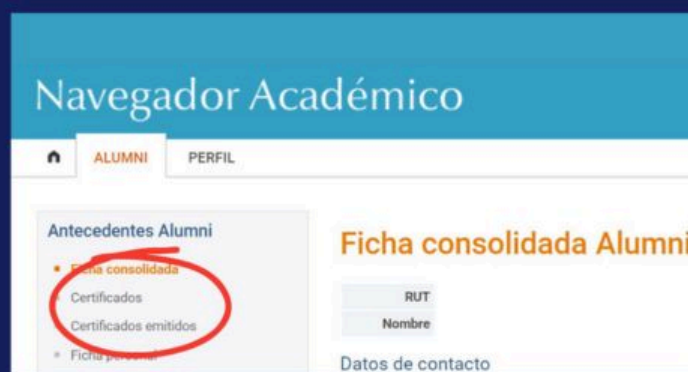 Navegador Académico
ALUMNI PERFIL
Antecedentes Alumni
Ficha consolidada
Certificados
Certificados emitidos
Ficha personal
Ficha consolidada Alumni
RUT
Nombre
Datos de contacto